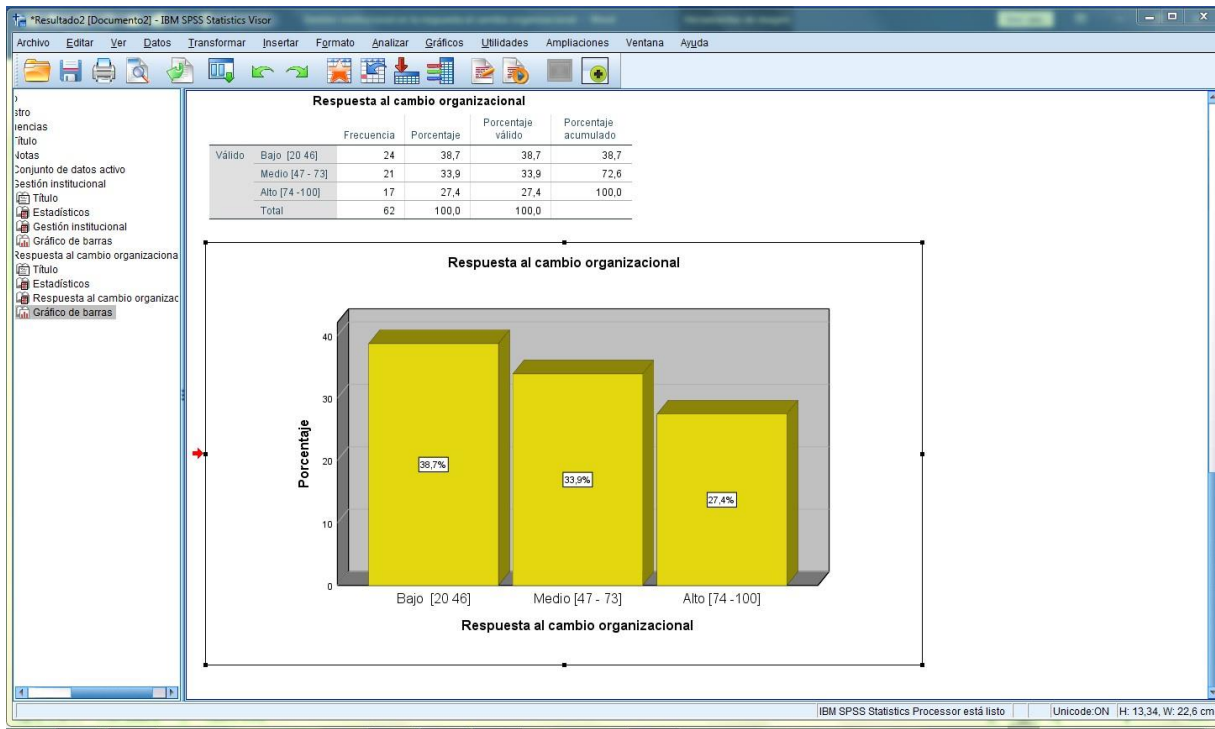 *Resultado2 [Documento2] - IBM SPSS Statistics Visor
Archivo Editar Ver Datos Transformar Insertar Formato Analizar Gráficos Utilidades Ampliaciones Ventana Ayuda
stro
iencias
Título
Notas
Conjunto de datos activo
Gestión institucional
Título
Estadísticos
Gestión institucional
Gráfico de barras
Respuesta al cambio organizaciona
Título
Estadísticos
Respuesta al cambio organizac
Gráfico de barras
Respuesta al cambio organizacional
Frecuencia Porcentaje Porcentaje válido Porcentaje acumulado
Válido Bajo [20 46] 24 38,7 38,7 38,7
Medio [47 - 73] 21 33,9 33,9 72,6
Alto [74 -100] 17 27,4 27,4 100,0
Total 62 100,0 100,0
Respuesta al cambio organizacional
Porcentaje
40
30
20
10
0
38,7%
33,9%
27,4%
Bajo [20 46] Medio [47 - 73] Alto [74 -100]
Respuesta al cambio organizacional
IBM SPSS Statistics Processor está listo Unicode:ON H: 13,34, W: 22,6 cm